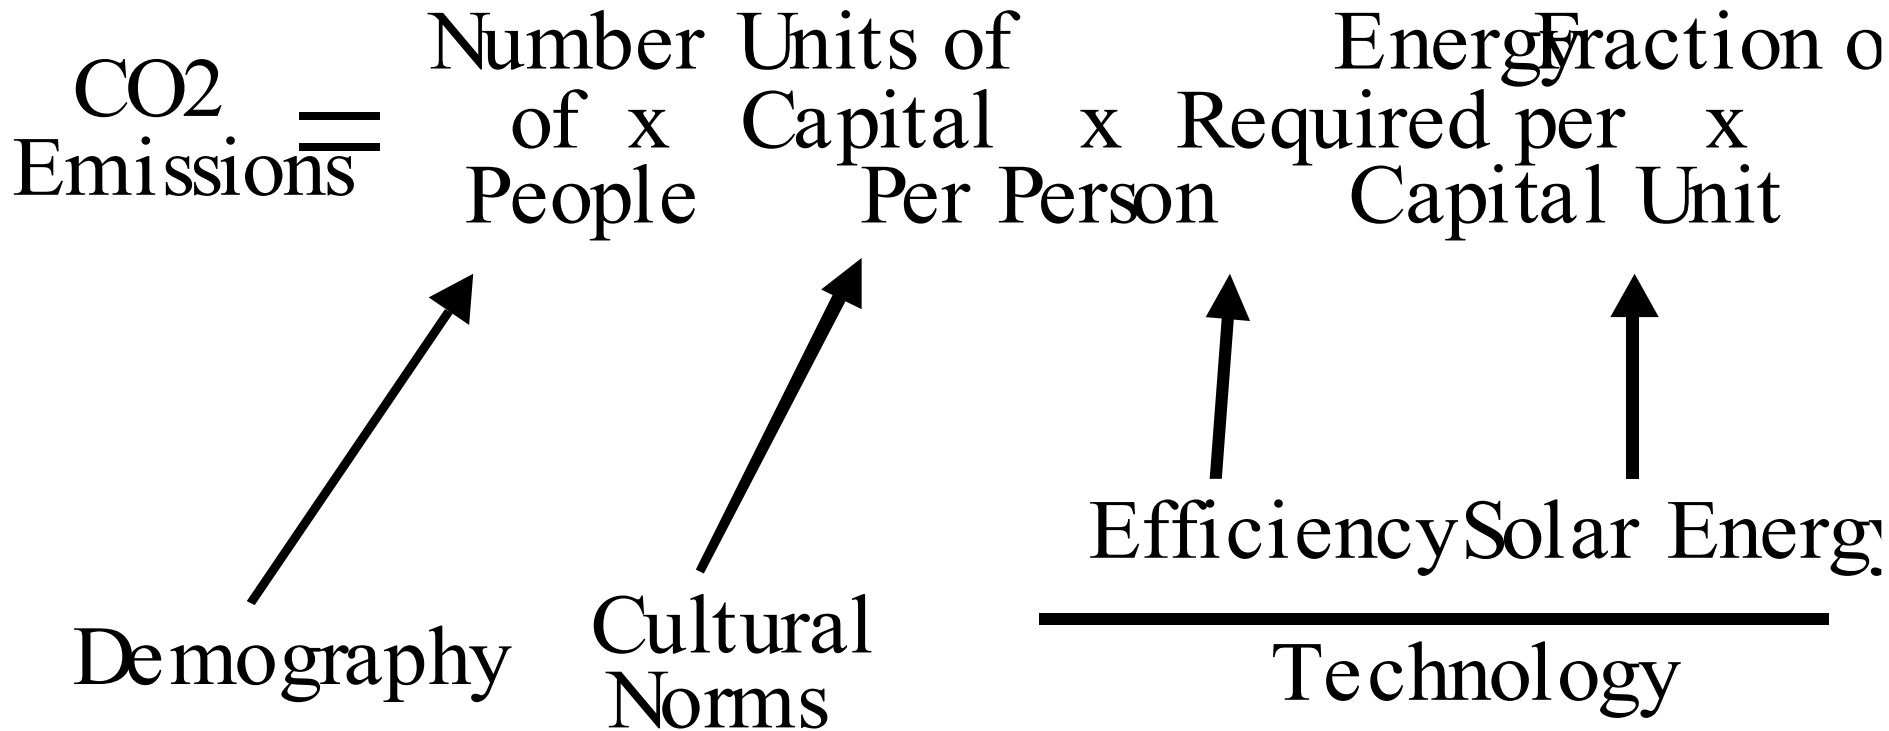 CO2
Emissions
=
Number
of x
People
Units of
Capital x
Per Person
Energy
Required per x
Capital Unit
Fraction o
Demography
Cultural
Norms
Efficiency
Solar Energy
Technology